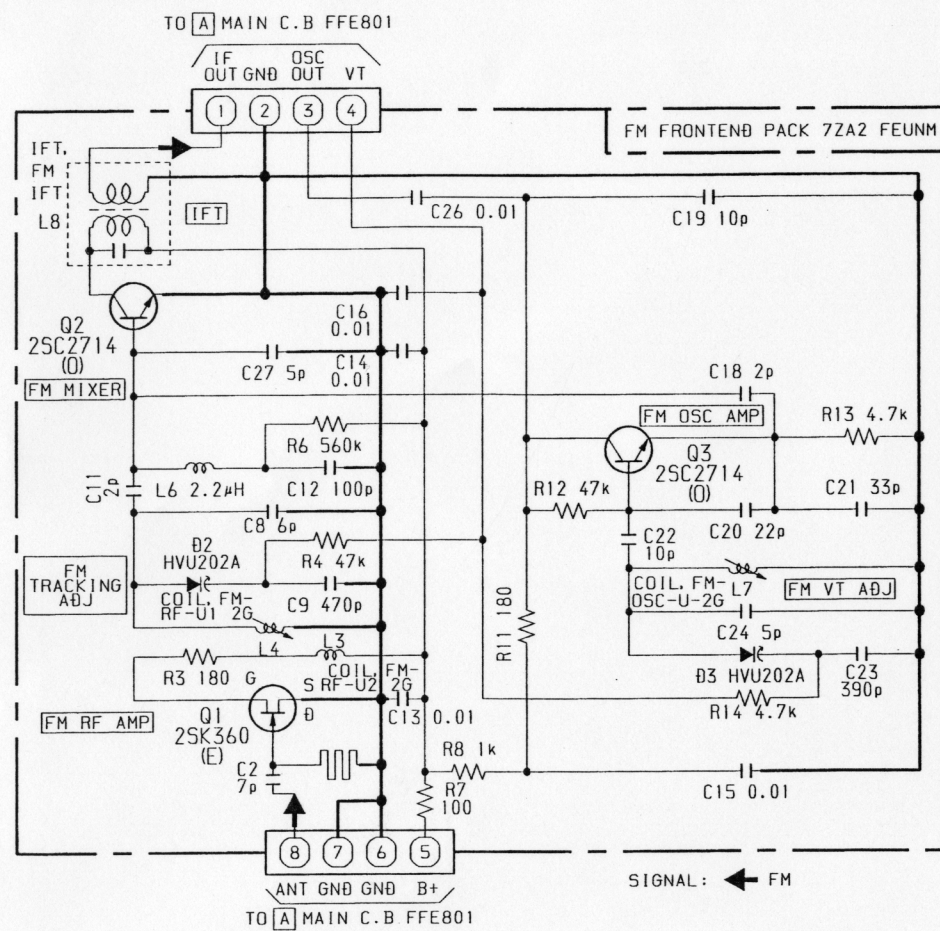 TO A MAIN C.B FFE801
IF OUT GND OSC OUT VT
1 2 3 4
FM FRONTEND PACK 7ZA2 FEUNM
IFT.
FM
IFT
L8
IFT
C26 0.01
C19 10p
Q2
2SC2714
(O)
FM MIXER
C16
0.01
C27 5p
C14
0.01
C18 2p
FM OSC AMP
R13 4.7k
R6 560k
Q3
2SC2714
(O)
C11
2p
L6 2.2μH
C12 100p
R12 47k
C20 22p
C21 33p
C8 6p
C22
10p
FM
TRACKING
ADJ
D2
HVU202A
R4 47k
COIL. FM-
RF-U1 2G
C9 470p
COIL. FM-
OSC-U-2G
L7
FM VT ADJ
C24 5p
R11 180
L4
L3
R3 180
G
COIL. FM-
RF-U2 2G
S
D3 HVU202A
C23
390p
R14 4.7k
FM RF AMP
Q1
2SK360
(E)
D
C13 0.01
C2
7p
R8 1k
R7
100
C15 0.01
8 7 6 5
ANT GND GND B+
SIGNAL: FM
TO A MAIN C.B FFE801